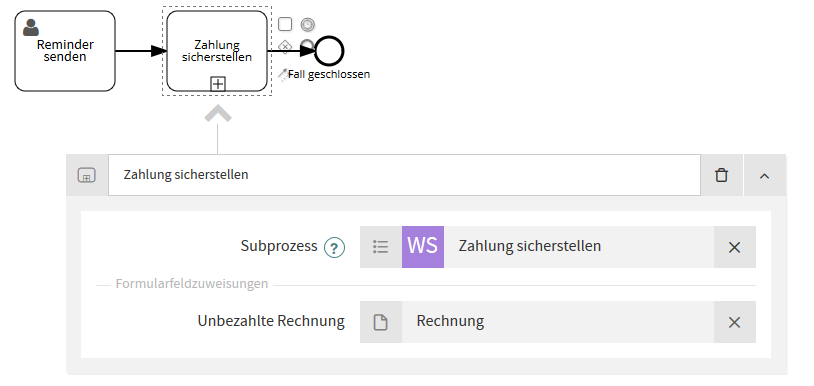 Reminder
senden
Zahlung
sicherstellen
Fall geschlossen
Zahlung sicherstellen
Subprozess ?
WS Zahlung sicherstellen
Formularfeldzuweisungen
Unbezahlte Rechnung
Rechnung